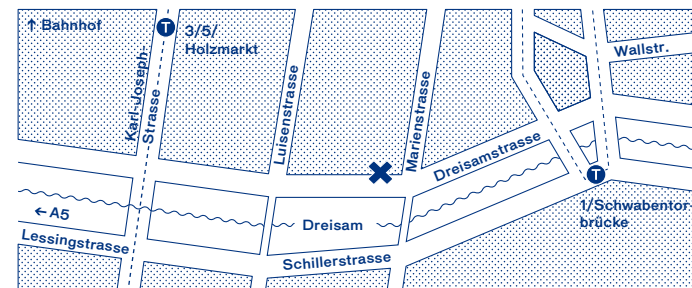 ↑ Bahnhof
T
3/5/
Holzmarkt
Karl-Joseph-
Strasse
Luisenstrasse
Marienstrasse
Wallstr.
Dreisamstrasse
T
1/Schwabentor-
brücke
← A5
Lessingstrasse
Dreisam
Schillerstrasse